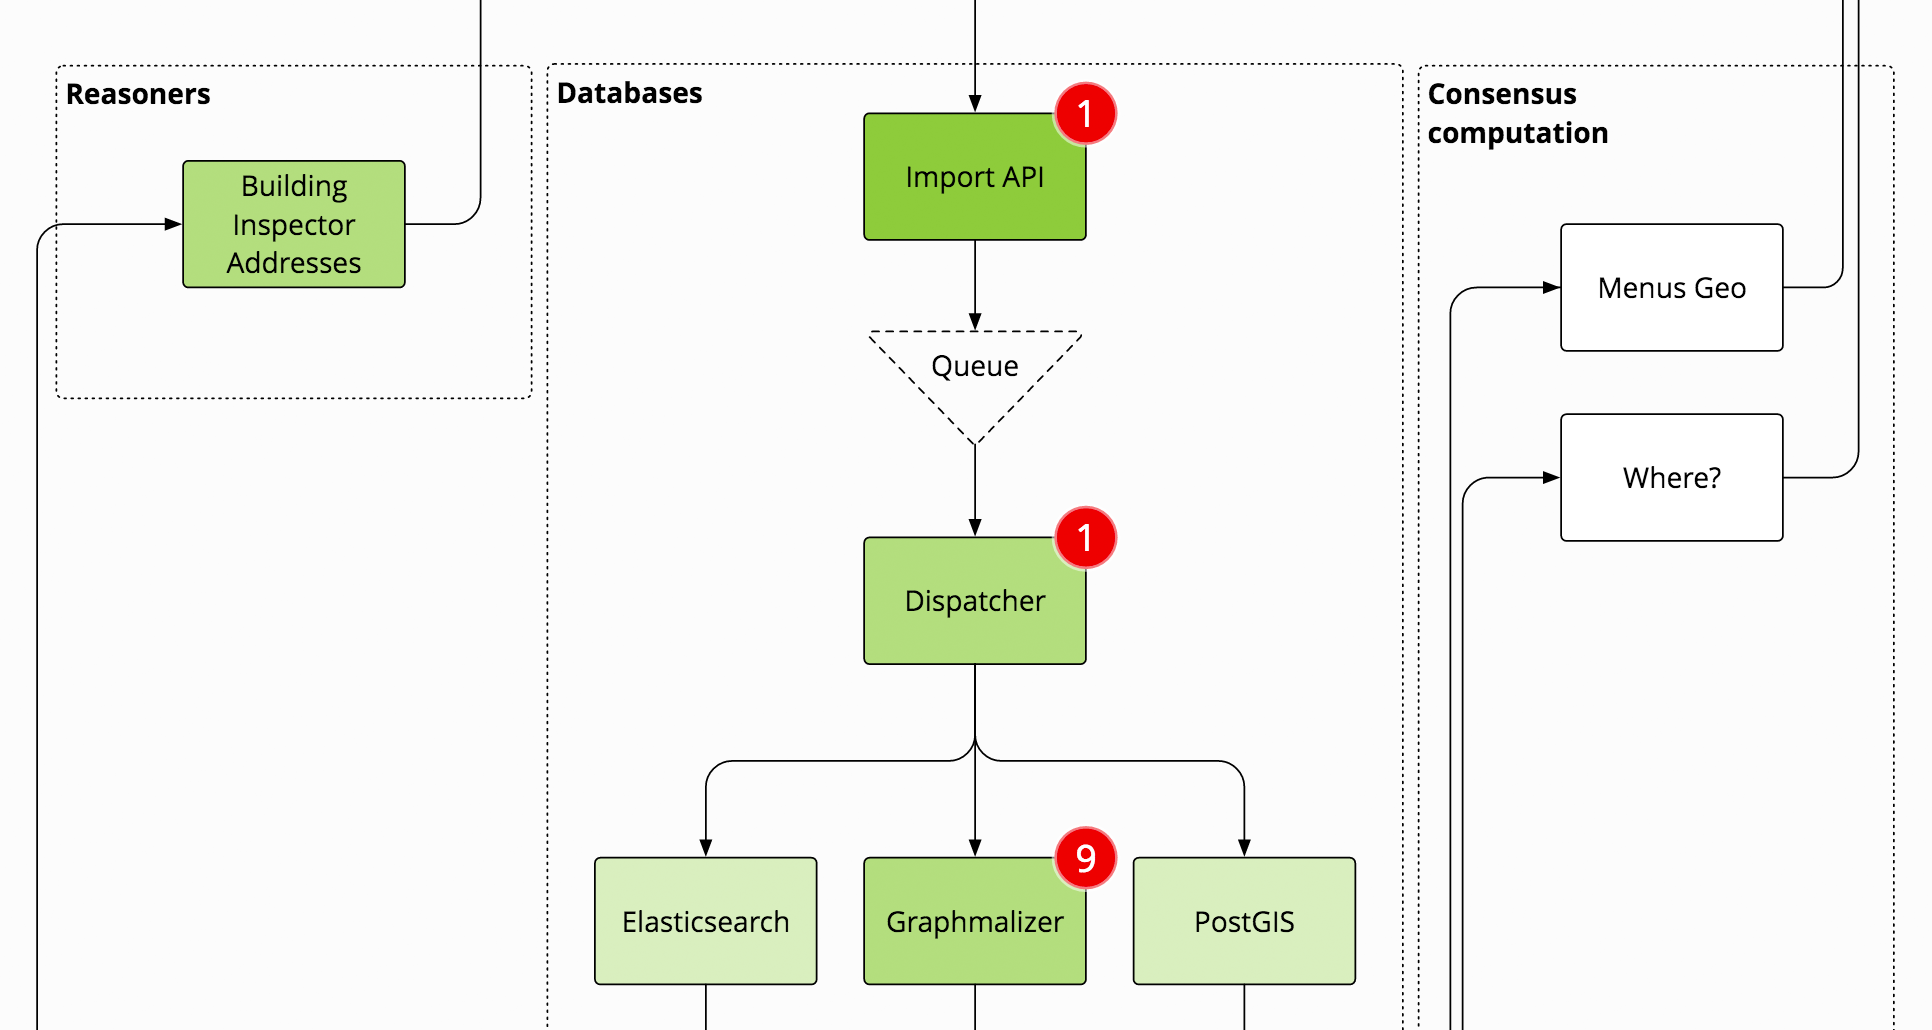 Reasoners
Building
Inspector
Addresses
Databases
1
Import API
Queue
1
Dispatcher
Elasticsearch
9
Graphmalizer
PostGIS
Consensus
computation
Menus Geo
Where?